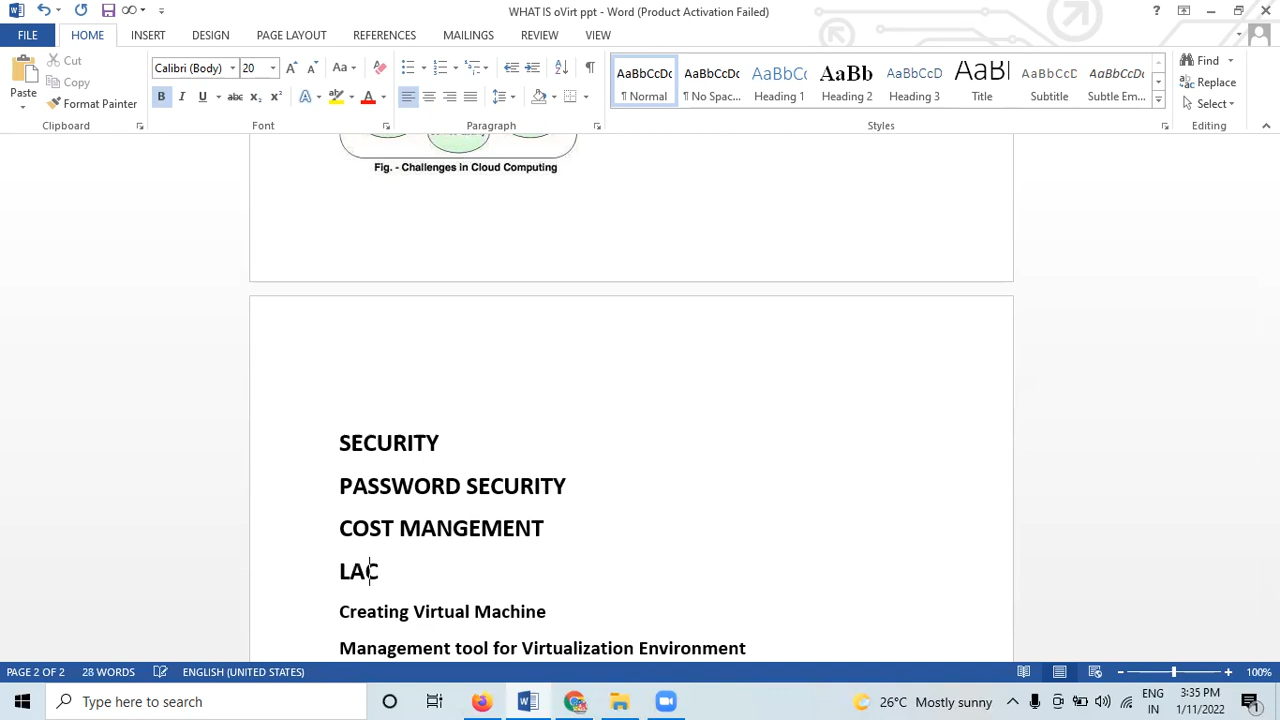 WHAT IS oVirt ppt - Word (Product Activation Failed)
FILE HOME INSERT DESIGN PAGE LAYOUT REFERENCES MAILINGS REVIEW VIEW
Paste
Cut
Copy
Format Painter
Clipboard
Calibri (Body) 20
Font
Paragraph
AaBbCcDc AaBbCcDc AaBbCc AaBb AaBbCcD AaBb AaBbCcD AaBbCcDc
¶ Normal ¶ No Spac... Heading 1 Heading 2 Heading 3 Title Subtitle Subtle Em...
Styles
Find
Replace
Select
Editing
Fig. - Challenges in Cloud Computing
SECURITY
PASSWORD SECURITY
COST MANGEMENT
LAC
Creating Virtual Machine
Management tool for Virtualization Environment
PAGE 2 OF 2 28 WORDS ENGLISH (UNITED STATES) 100%
Type here to search
26°C Mostly sunny
ENG
IN
3:35 PM
1/11/2022